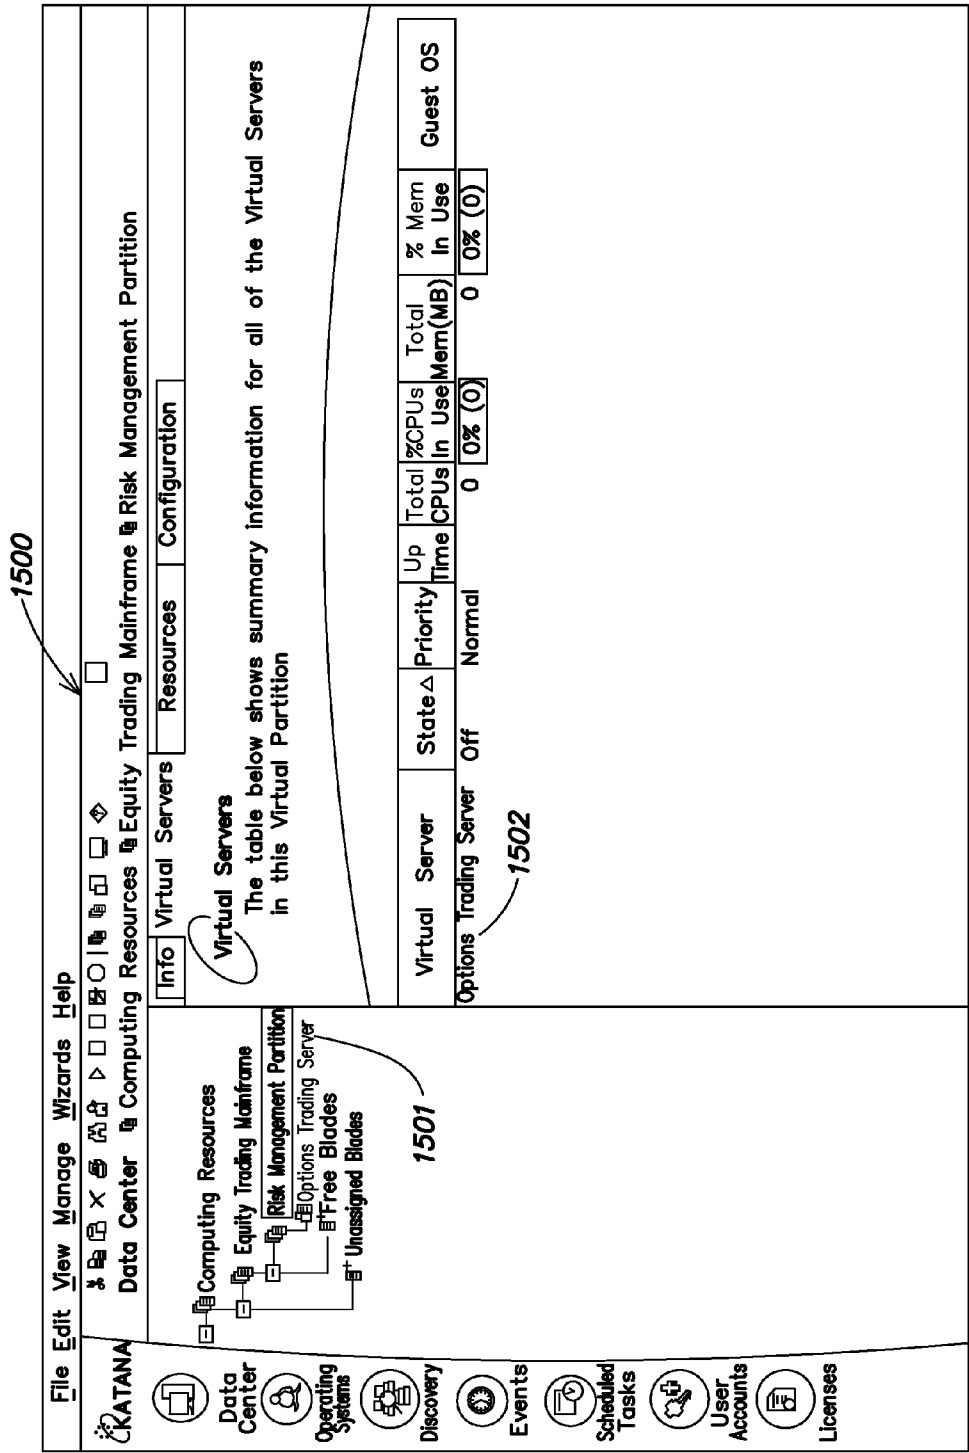 1500
File Edit View Manage Wizards Help
KATANA
Data Center Computing Resources Equity Trading Mainframe Risk Management Partition
Data
Center
Operating
Systems
Discovery
Events
Scheduled
Tasks
User
Accounts
Licenses
Computing Resources
Equity Trading Mainframe
Risk Management Partition
Options Trading Server
Free Blades
Unassigned Blades
1501
Info Virtual Servers Resources Configuration
Virtual Servers
The table below shows summary information for all of the Virtual Servers
in this Virtual Partition
Virtual Server State Priority Up Time Total CPUs %CPUs In Use Total Mem(MB) % Mem In Use Guest OS
Options Trading Server Off Normal 0 0% (0) 0 0% (0)
1502